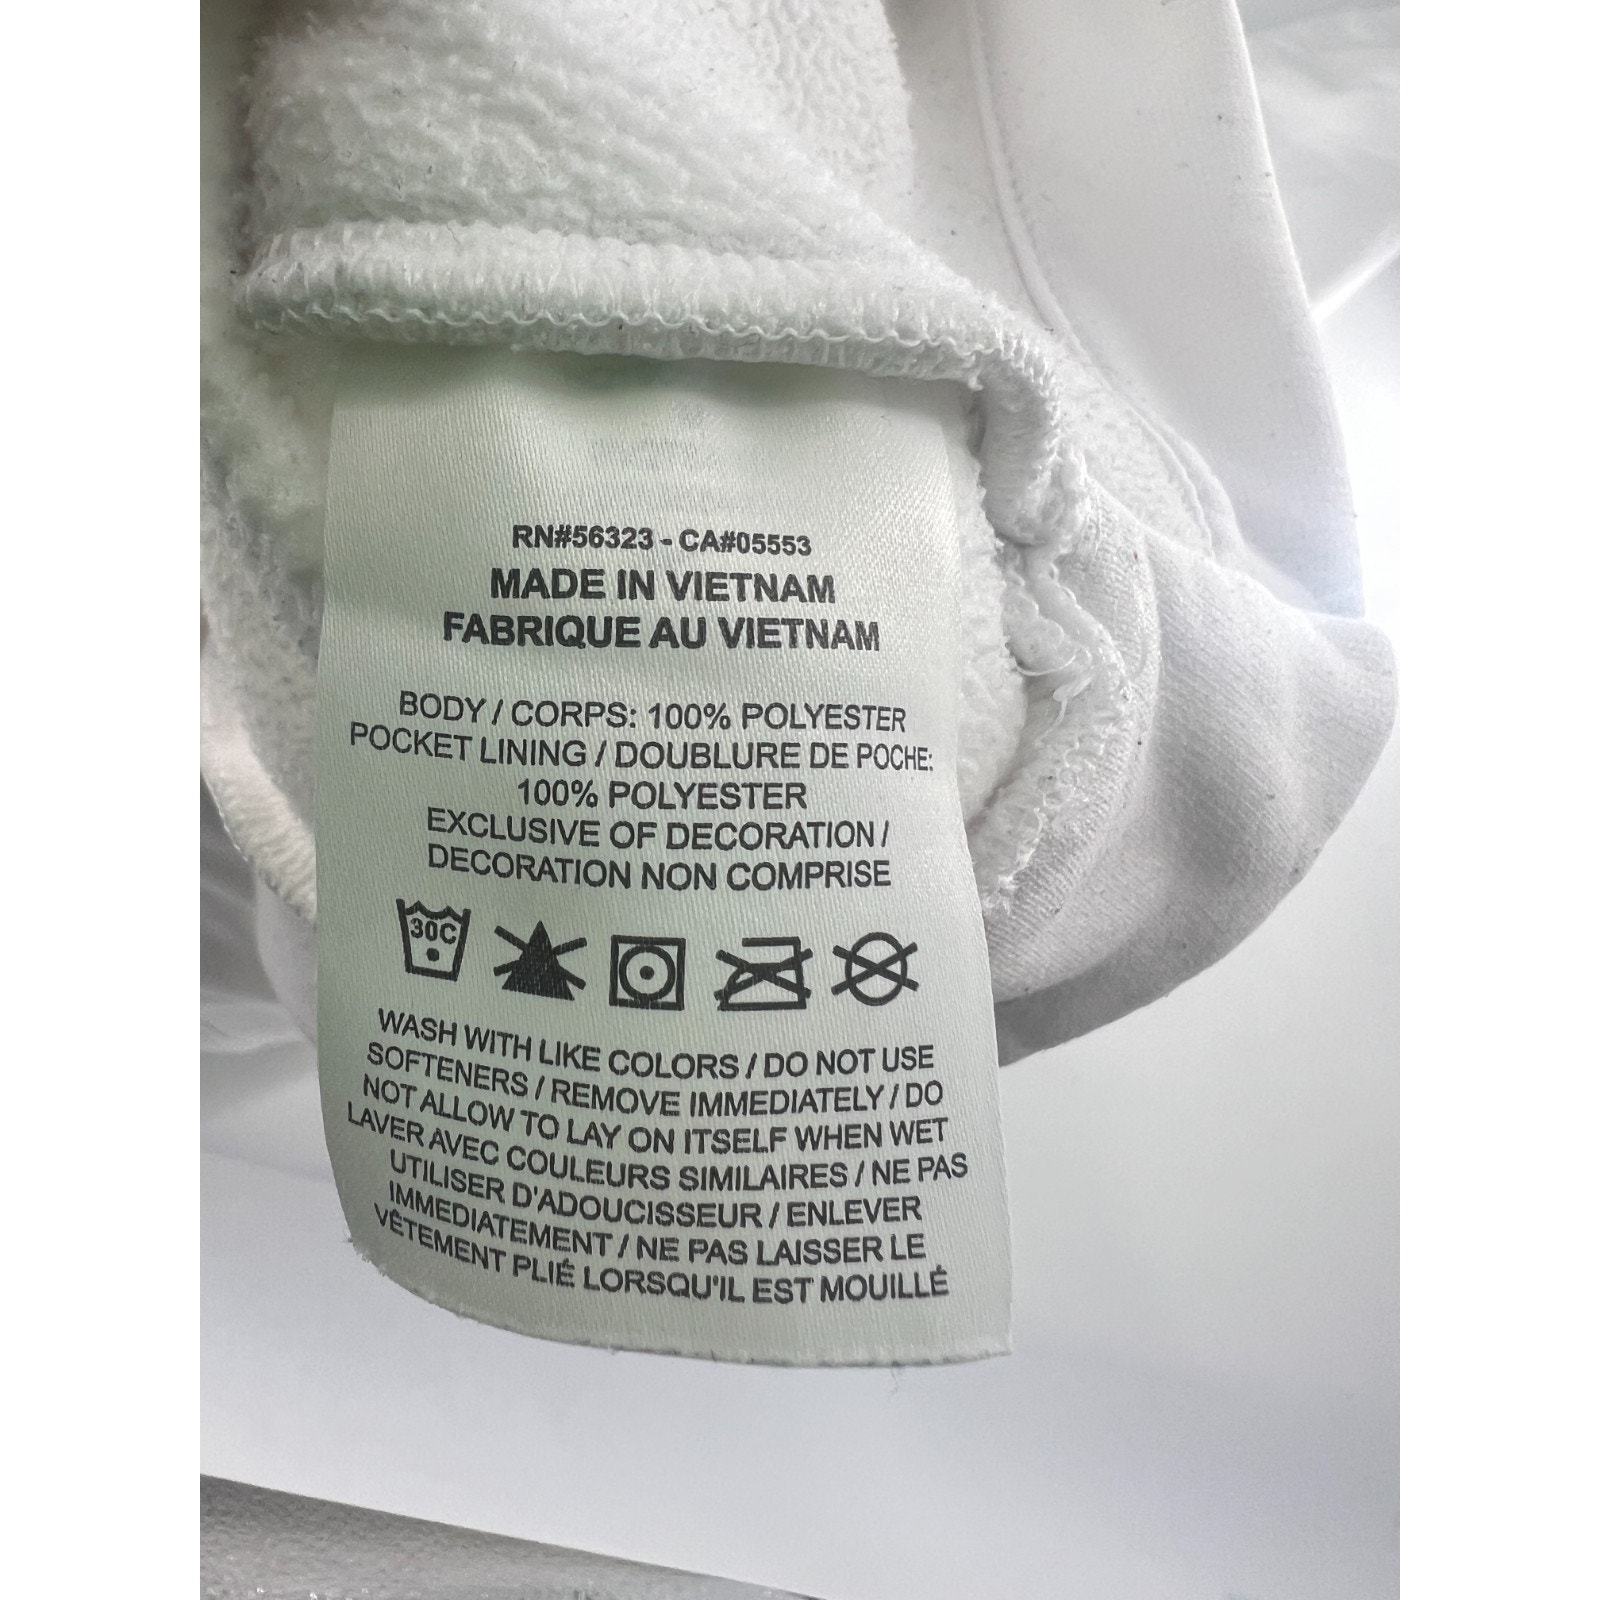 RN#56323 - CA#05553
MADE IN VIETNAM
FABRIQUE AU VIETNAM
BODY / CORPS: 100% POLYESTER
POCKET LINING / DOUBLURE DE POCHE:
100% POLYESTER
EXCLUSIVE OF DECORATION /
DECORATION NON COMPRISE
30C
WASH WITH LIKE COLORS / DO NOT USE
SOFTENERS / REMOVE IMMEDIATELY / DO
NOT ALLOW TO LAY ON ITSELF WHEN WET
LAVER AVEC COULEURS SIMILAIRES / NE PAS
UTILISER D'ADOUCISSEUR / ENLEVER
IMMEDIATEMENT / NE PAS LAISSER LE
VÊTEMENT PLIÉ LORSQU'IL EST MOUILLÉ